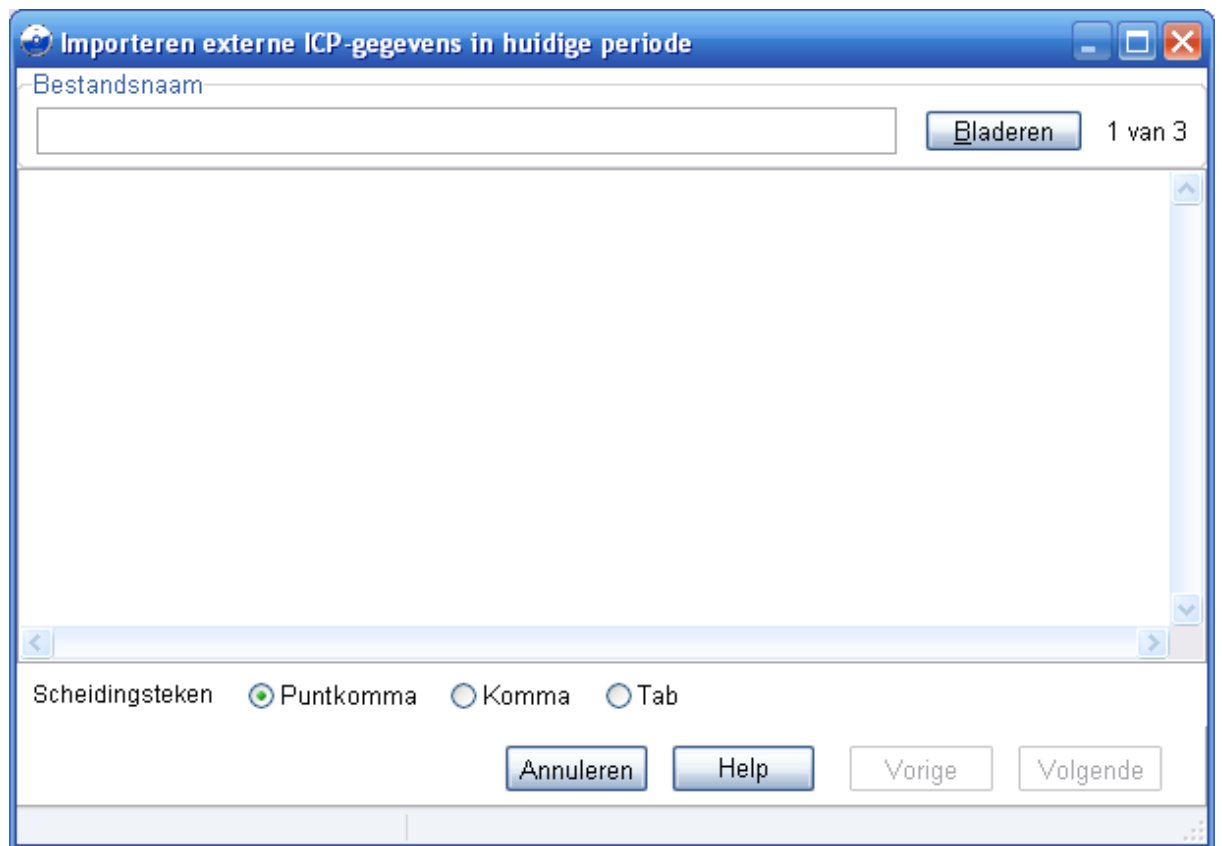 Importeren externe ICP-gegevens in huidige periode
Bestandsnaam
Bladeren 1 van 3
Scheidingsteken Puntkomma Komma Tab
Annuleren Help Vorige Volgende